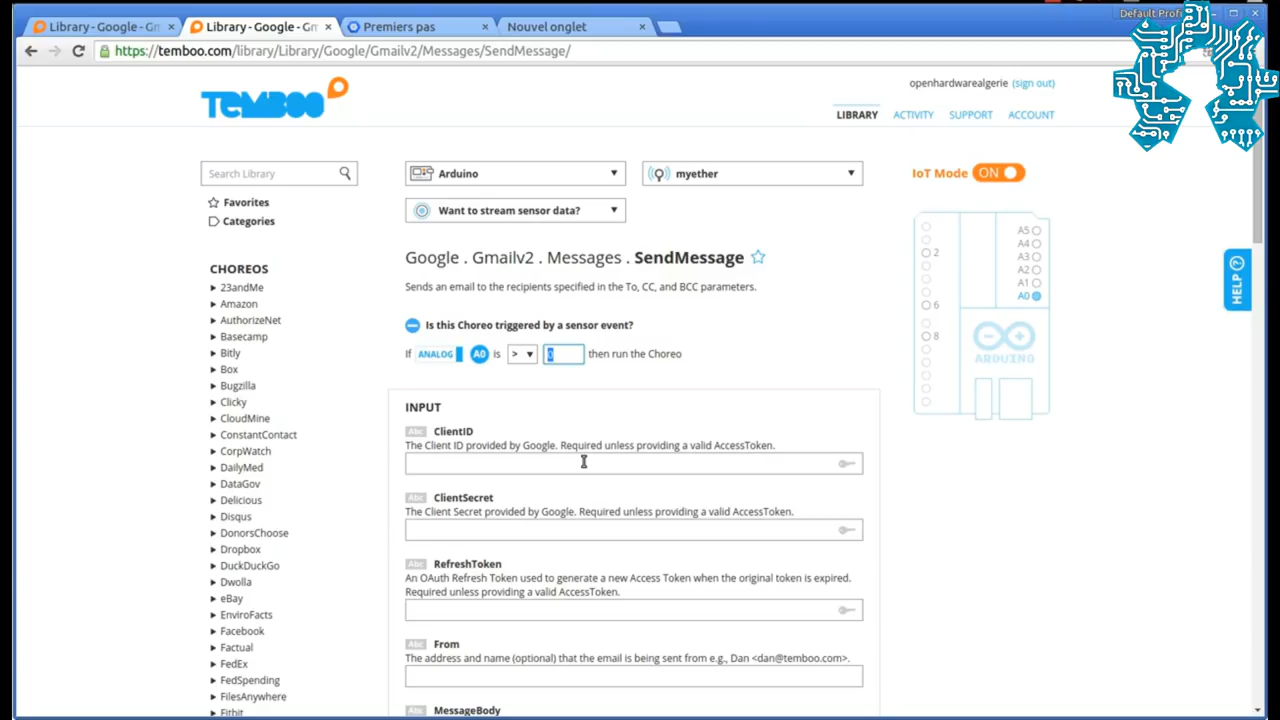 Library - Google - Gm
Library - Google - Gm
Premiers pas
Nouvel onglet
Default Profi
https://temboo.com/library/Library/Google/Gmailv2/Messages/SendMessage/
TEMBOO
openhardwarealgerie (sign out)
LIBRARY
ACTIVITY
SUPPORT
ACCOUNT
Search Library
Arduino
myether
IoT Mode ON
Favorites
Categories
Want to stream sensor data?
CHOREOS
23andMe
Amazon
AuthorizeNet
Basecamp
Bitly
Box
Bugzilla
Clicky
CloudMine
ConstantContact
CorpWatch
DailyMed
DataGov
Delicious
Disqus
DonorsChoose
Dropbox
DuckDuckGo
Dwolla
eBay
EnviroFacts
Facebook
Factual
FedEx
FedSpending
FilesAnywhere
Fitbit
Google . Gmailv2 . Messages . SendMessage
Sends an email to the recipients specified in the To, CC, and BCC parameters.
Is this Choreo triggered by a sensor event?
If ANALOG A0 is > 0 then run the Choreo
INPUT
Abc ClientID
The Client ID provided by Google. Required unless providing a valid AccessToken.
Abc ClientSecret
The Client Secret provided by Google. Required unless providing a valid AccessToken.
Abc RefreshToken
An OAuth Refresh Token used to generate a new Access Token when the original token is expired.
Required unless providing a valid AccessToken.
Abc From
The address and name (optional) that the email is being sent from e.g., Dan <dan@temboo.com>.
Abc MessageBody
A5
A4
A3
A2
A1
A0
2
6
8
ARDUINO
HELP ?